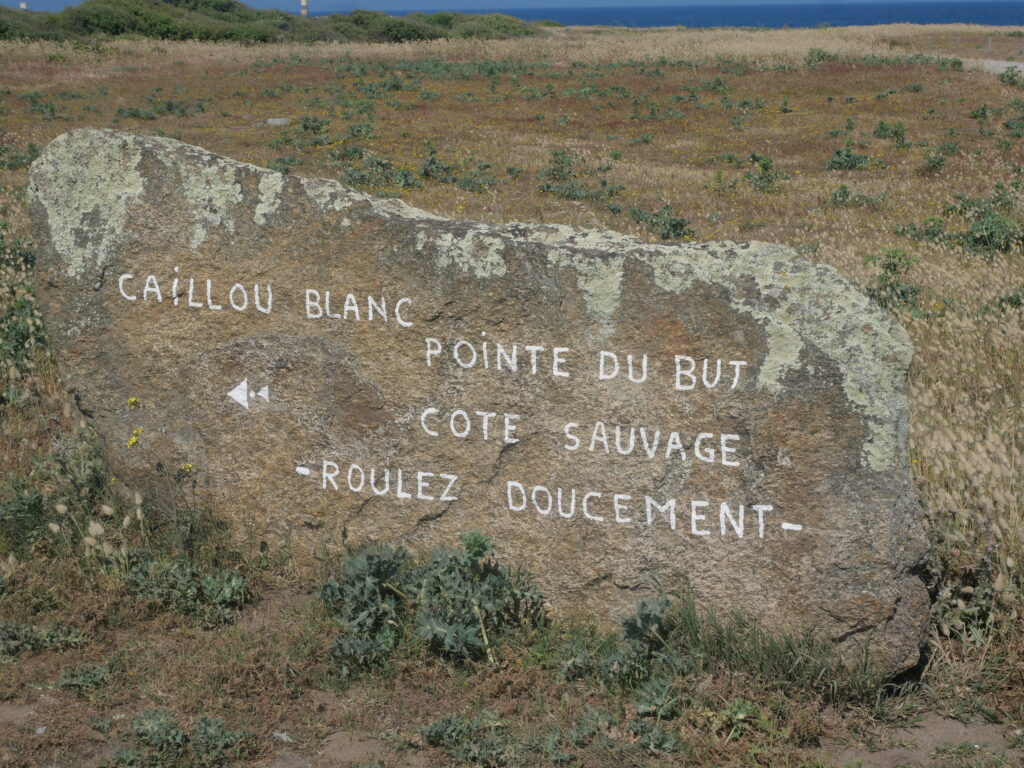 CAiLLOU BLANC
POiNTE DU BUT
COTE SAUVAGE
-ROULEZ DOUCEMENT-